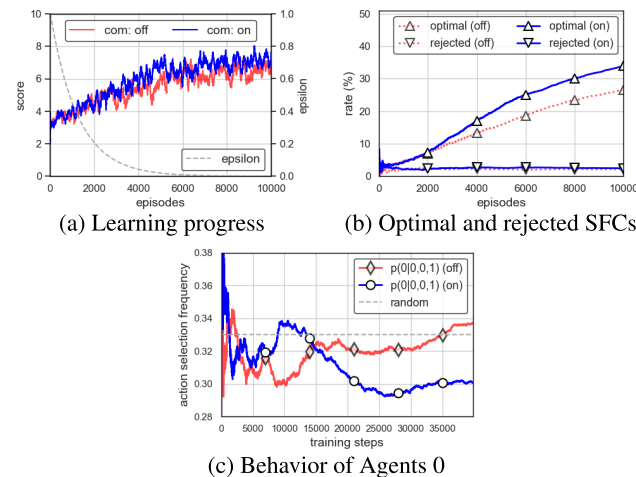 com: off com: on
10
8
6
4
2
0
score
1.0
0.8
0.6
0.4
0.2
0.0
epsilon
epsilon
0 2000 4000 6000 8000 10000
episodes
(a) Learning progress
optimal (off) optimal (on)
rejected (off) rejected (on)
50
40
30
20
10
0
rate (%)
0 2000 4000 6000 8000 10000
episodes
(b) Optimal and rejected SFCs
p(0|0,0,1) (off)
p(0|0,0,1) (on)
random
0.38
0.36
0.34
0.32
0.30
0.28
action selection frequency
0 5000 10000 15000 20000 25000 30000 35000
training steps
(c) Behavior of Agents 0